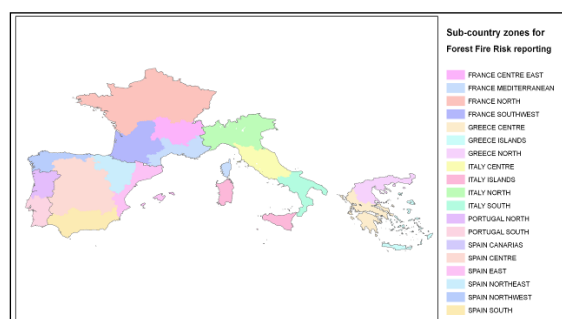 Sub-country zones for
Forest Fire Risk reporting
FRANCE CENTRE EAST
FRANCE MEDITERRANEAN
FRANCE NORTH
FRANCE SOUTHWEST
GREECE CENTRE
GREECE ISLANDS
GREECE NORTH
ITALY CENTRE
ITALY ISLANDS
ITALY NORTH
ITALY SOUTH
PORTUGAL NORTH
PORTUGAL SOUTH
SPAIN CANARIAS
SPAIN CENTRE
SPAIN EAST
SPAIN NORTHEAST
SPAIN NORTHWEST
SPAIN SOUTH